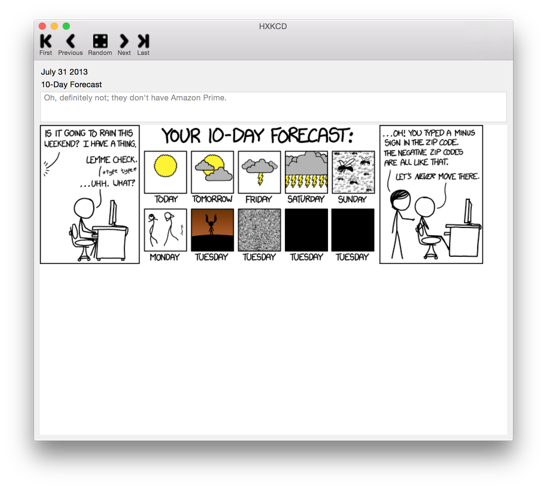 HXKCD
First Previous Random Next Last
July 31 2013
10-Day Forecast
Oh, definitely not; they don't have Amazon Prime.
IS IT GOING TO RAIN THIS
WEEKEND? I HAVE A THING.
LEMME CHECK.
*TYPE TYPE*
...UHH. WHAT?
YOUR 10-DAY FORECAST:
TODAY TOMORROW FRIDAY SATURDAY SUNDAY
MONDAY TUESDAY TUESDAY TUESDAY TUESDAY
...OH! YOU TYPED A MINUS
SIGN IN THE ZIP CODE.
THE NEGATIVE ZIP CODES
ARE ALL LIKE THAT.
LET'S NEVER MOVE THERE.